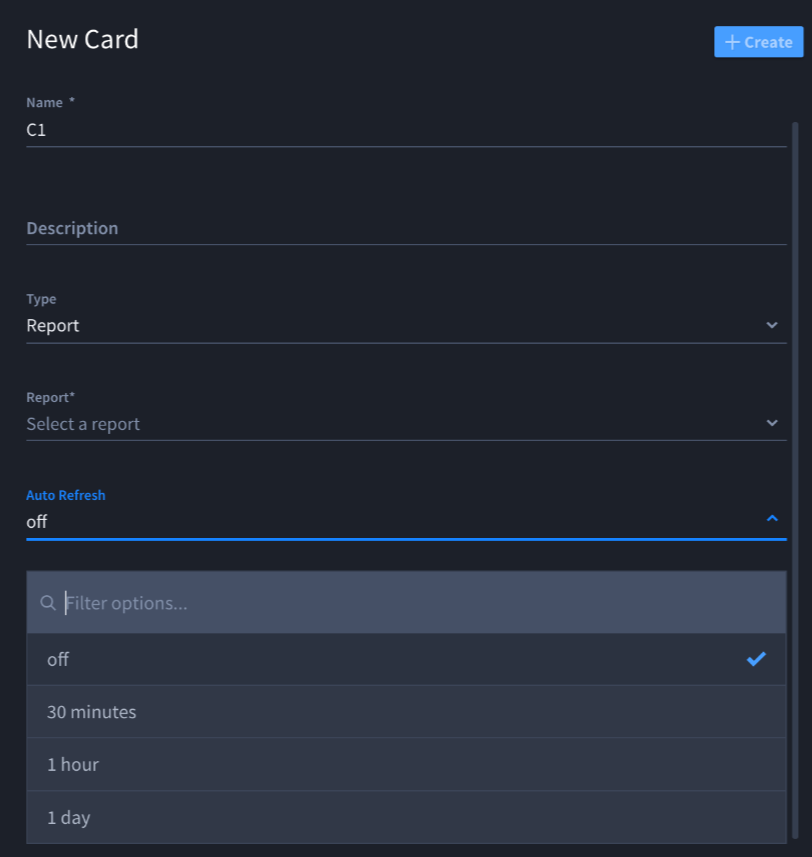 New Card
+ Create
Name *
C1
Description
Type
Report
Report*
Select a report
Auto Refresh
off
Filter options...
off
30 minutes
1 hour
1 day